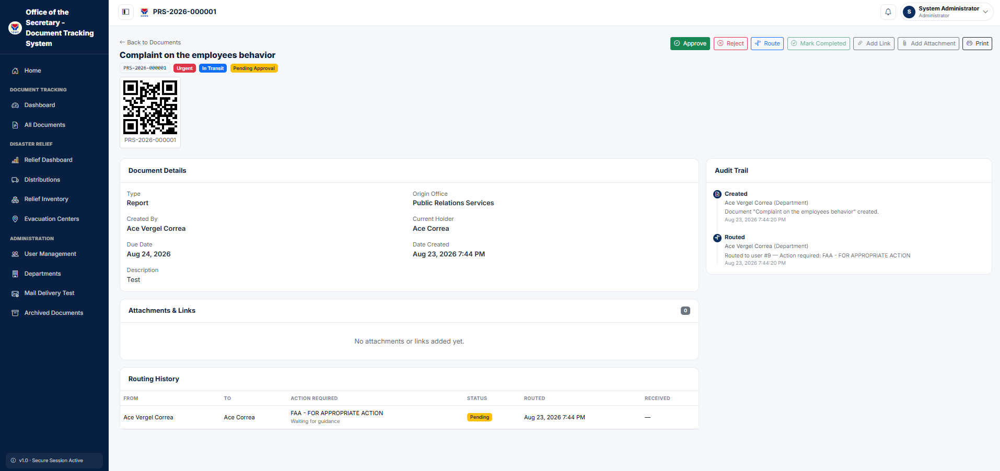 Office of the
Secretary -
Document Tracking
System
Home
DOCUMENT TRACKING
Dashboard
All Documents
DISASTER RELIEF
Relief Dashboard
Distributions
Relief Inventory
Evacuation Centers
ADMINISTRATION
User Management
Departments
Mail Delivery Test
Archived Documents
v1.0 · Secure Session Active
DSWD
PRS-2026-000001
S
System Administrator
Administrator
← Back to Documents
Complaint on the employees behavior
PRS-2026-000001 Urgent In Transit Pending Approval
PRS-2026-000001
Approve Reject Route Mark Completed Add Link Add Attachment Print
Document Details
Type
Report
Origin Office
Public Relations Services
Created By
Ace Vergel Correa
Current Holder
Ace Correa
Due Date
Aug 24, 2026
Date Created
Aug 23, 2026 7:44 PM
Description
Test
Attachments & Links 0
No attachments or links added yet.
Routing History
FROM TO ACTION REQUIRED STATUS ROUTED RECEIVED
Ace Vergel Correa Ace Correa FAA - FOR APPROPRIATE ACTION Pending Aug 23, 2026 7:44 PM —
Waiting for guidance
Audit Trail
Created
Ace Vergel Correa (Department)
Document "Complaint on the employees behavior" created.
Aug 23, 2026 7:44:20 PM
Routed
Ace Vergel Correa (Department)
Routed to user #9 — Action required: FAA - FOR APPROPRIATE ACTION
Aug 23, 2026 7:44:20 PM